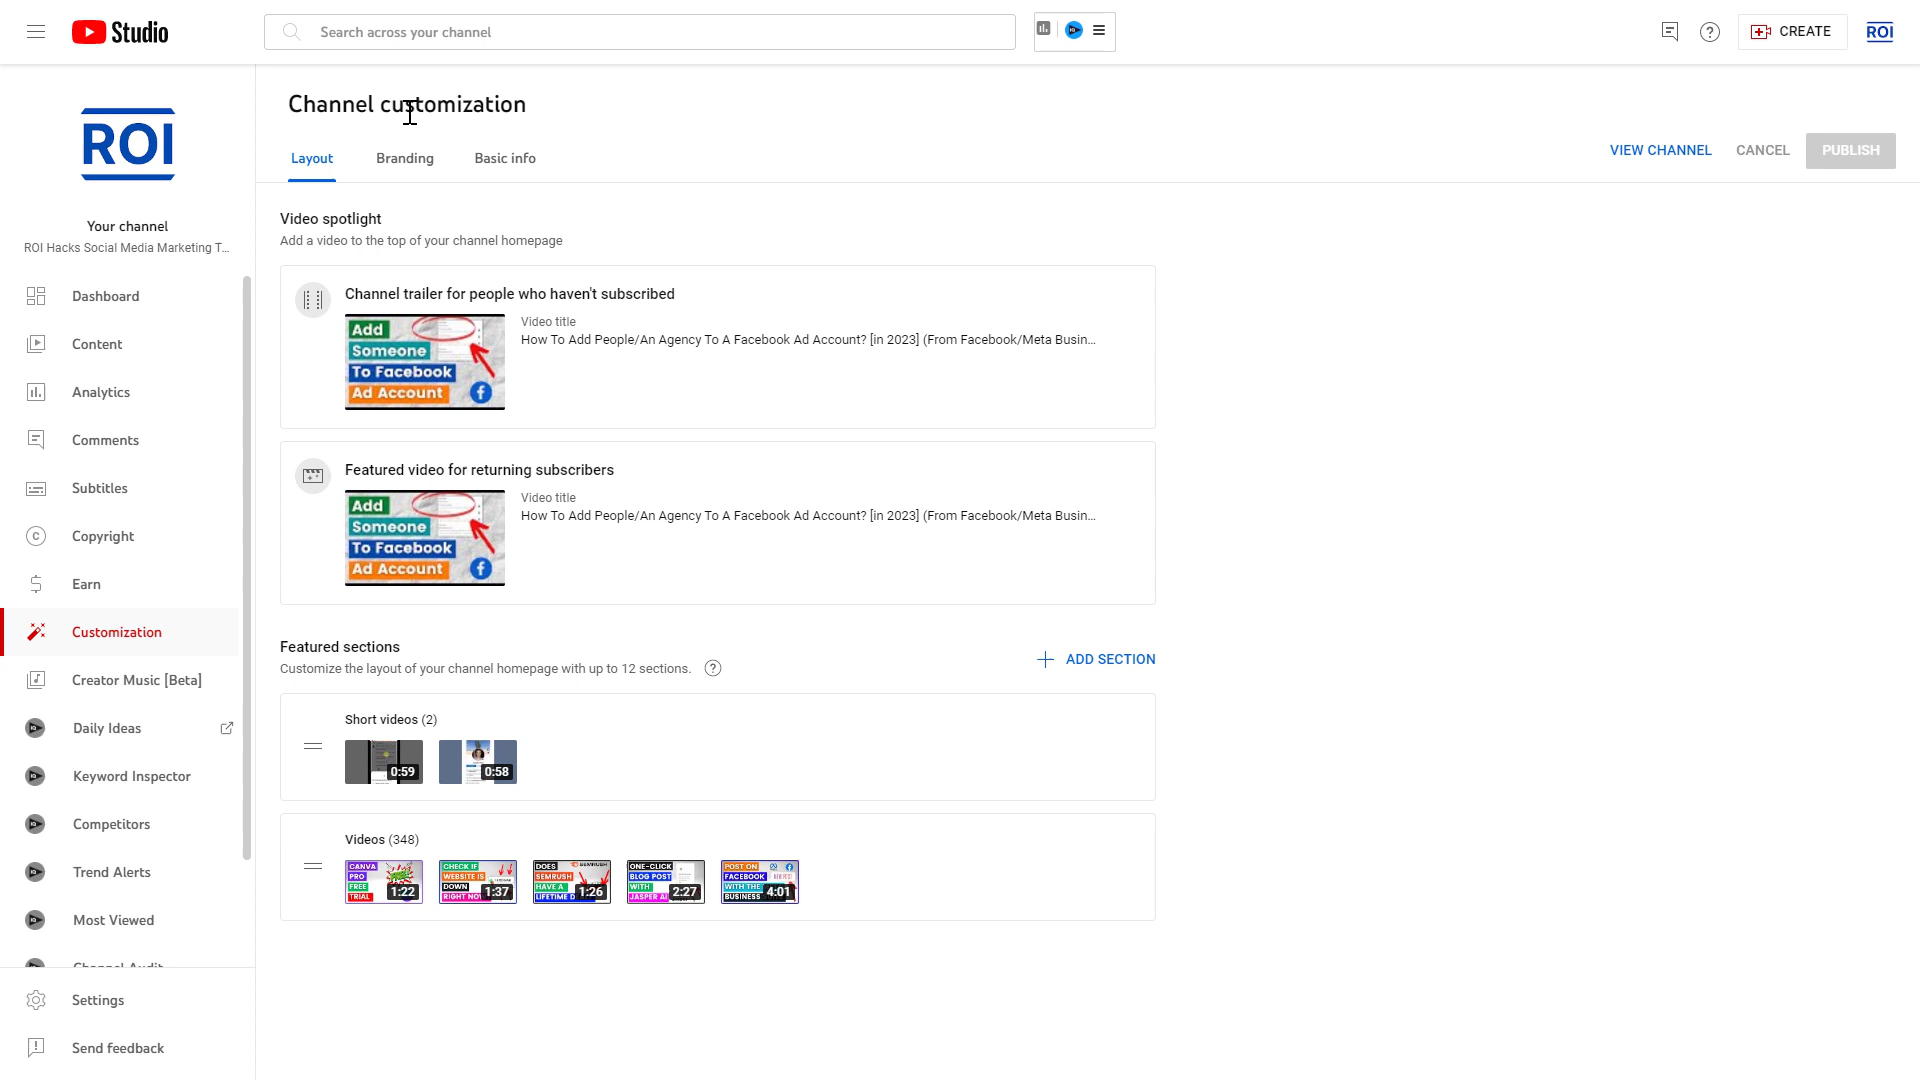 Studio
Search across your channel
CREATE
ROI
ROI
Your channel
ROI Hacks Social Media Marketing T...
Dashboard
Content
Analytics
Comments
Subtitles
Copyright
Earn
Customization
Creator Music [Beta]
Daily Ideas
Keyword Inspector
Competitors
Trend Alerts
Most Viewed
Channel Audit
Settings
Send feedback
Channel customization
Layout
Branding
Basic info
VIEW CHANNEL
CANCEL
PUBLISH
Video spotlight
Add a video to the top of your channel homepage
Channel trailer for people who haven't subscribed
Add
Someone
To Facebook
Ad Account
Video title
How To Add People/An Agency To A Facebook Ad Account? [in 2023] (From Facebook/Meta Busin...
Featured video for returning subscribers
Add
Someone
To Facebook
Ad Account
Video title
How To Add People/An Agency To A Facebook Ad Account? [in 2023] (From Facebook/Meta Busin...
Featured sections
Customize the layout of your channel homepage with up to 12 sections.
ADD SECTION
Short videos (2)
0:59
0:58
Videos (348)
CANVA
PRO
FREE
TRIAL
1:22
CHECK IF
WEBSITE IS
DOWN
RIGHT NOW
1:37
DOES
SEMRUSH
HAVE A
LIFETIME D
SEMRUSH
1:26
ONE-CLICK
BLOG POST
WITH
JASPER AI
2:27
POST ON
FACEBOOK
WITH THE
BUSINESS
4:01